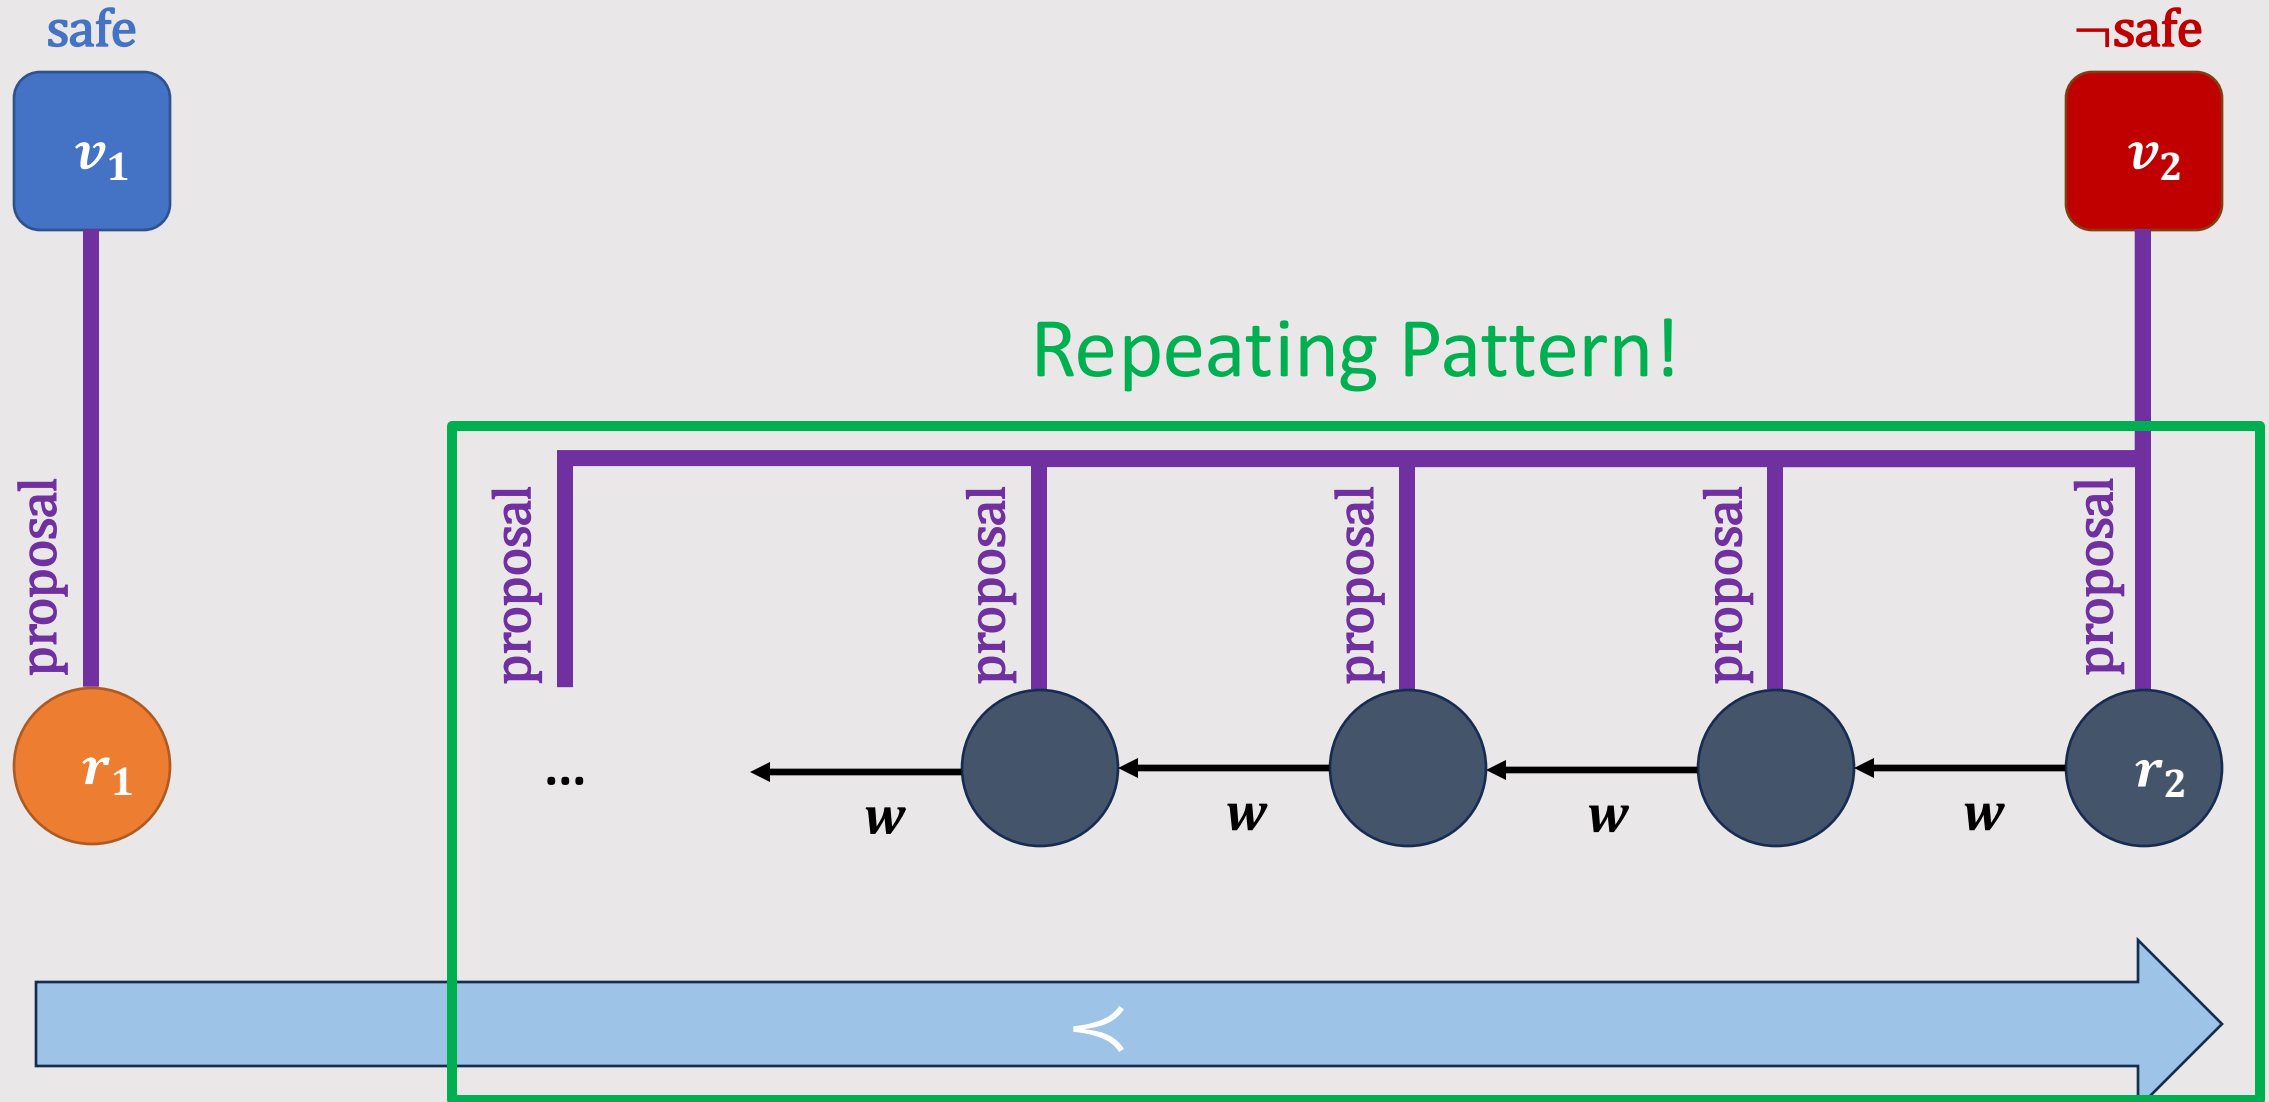 safe
¬safe
v₁
v₂
Repeating Pattern!
proposal
proposal
proposal
proposal
proposal
proposal
r₁
...
w
w
w
w
r₂
≺